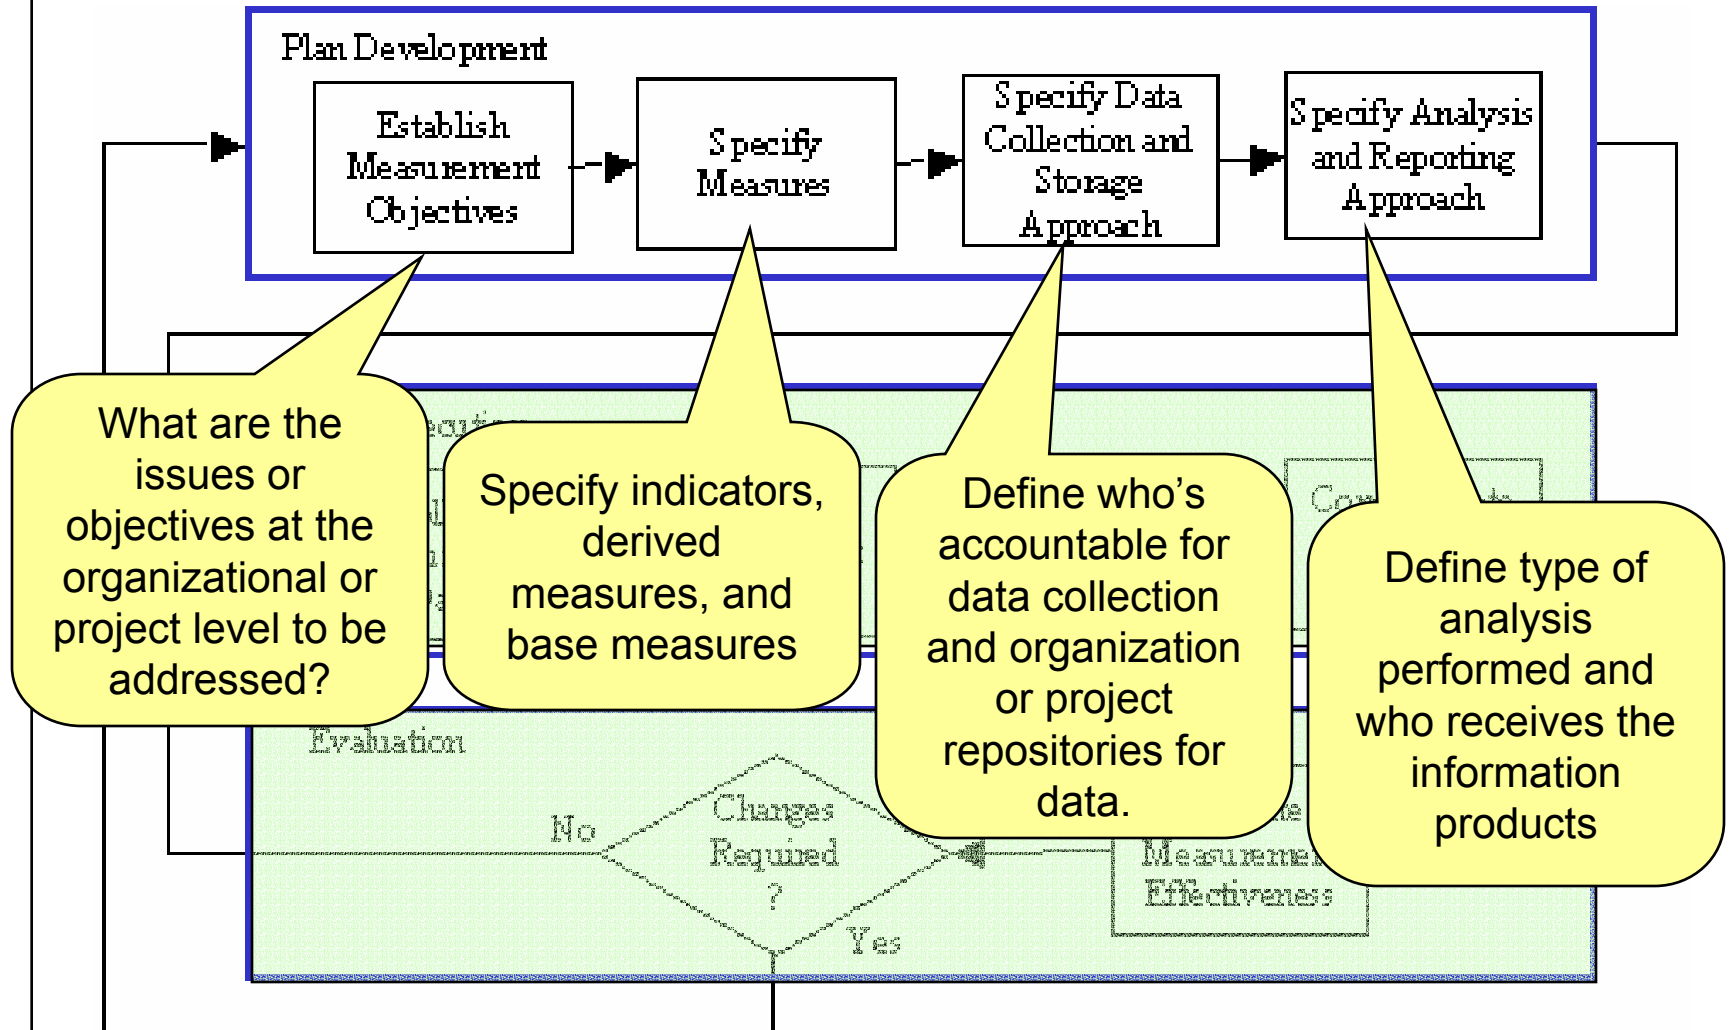 Plan Development
Establish
Measurement
Objectives
Specify
Measures
Specify Data
Collection and
Storage
Approach
Specify Analysis
and Reporting
Approach
What are the
issues or
objectives at the
organizational or
project level to be
addressed?
Specify indicators,
derived
measures, and
base measures
Define who's
accountable for
data collection
and organization
or project
repositories for
data.
Define type of
analysis
performed and
who receives the
information
products
Evaluation
No
Changes
Required
?
Yes
Effectiveness